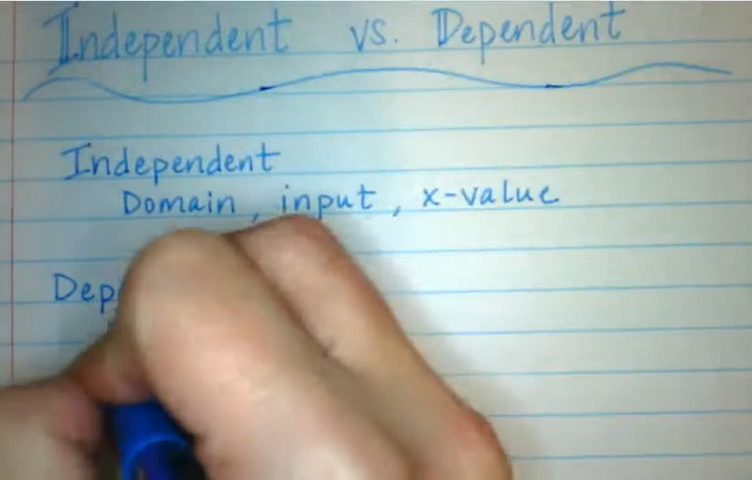 Independent vs. Dependent
Independent
Domain, input, x-value
Dep